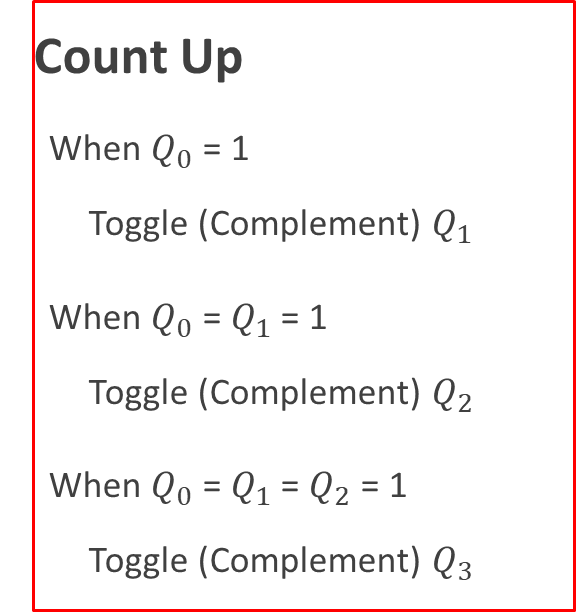 Count Up
When Q₀ = 1
Toggle (Complement) Q₁
When Q₀ = Q₁ = 1
Toggle (Complement) Q₂
When Q₀ = Q₁ = Q₂ = 1
Toggle (Complement) Q₃